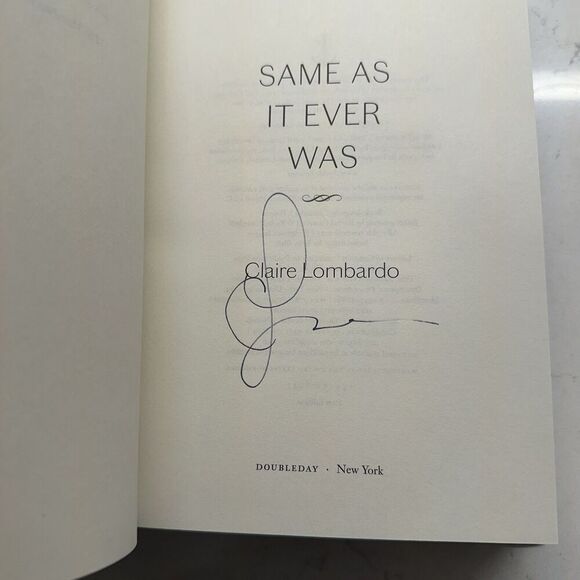 SAME AS
IT EVER
WAS
Claire Lombardo
DOUBLEDAY · New York